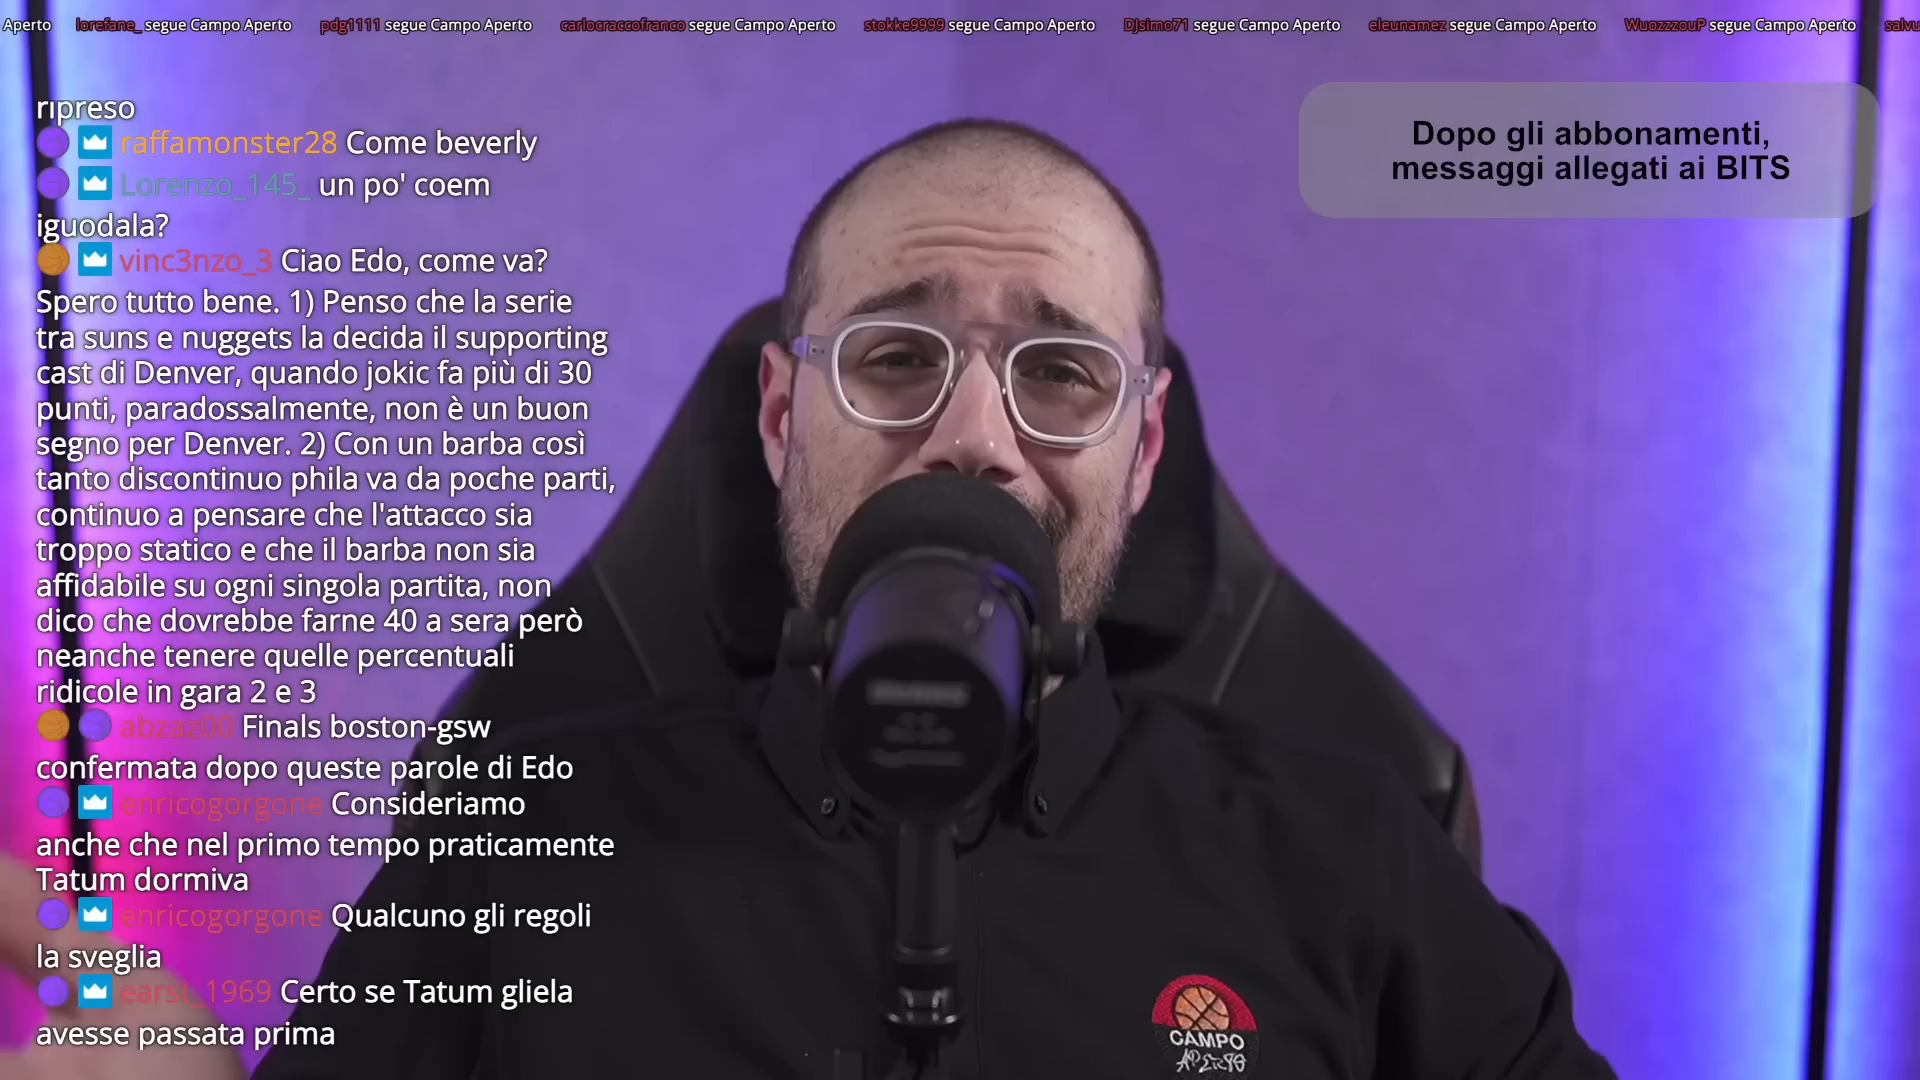 Aperto lorefane_ segue Campo Aperto pdg1111 segue Campo Aperto carlocraccofranco segue Campo Aperto stokke9999 segue Campo Aperto DJsimo71 segue Campo Aperto eleunamez segue Campo Aperto WuozzzouP segue Campo Aperto
ripreso
raffamonster28 Come beverly
Lorenzo_145_ un po' coem
iguodala?
vinc3nzo_3 Ciao Edo, come va?
Spero tutto bene. 1) Penso che la serie
tra suns e nuggets la decida il supporting
cast di Denver, quando jokic fa più di 30
punti, paradossalmente, non è un buon
segno per Denver. 2) Con un barba così
tanto discontinuo phila va da poche parti,
continuo a pensare che l'attacco sia
troppo statico e che il barba non sia
affidabile su ogni singola partita, non
dico che dovrebbe farne 40 a sera però
neanche tenere quelle percentuali
ridicole in gara 2 e 3
abzaz00 Finals boston-gsw
confermata dopo queste parole di Edo
enricogorgone Consideriamo
anche che nel primo tempo praticamente
Tatum dormiva
enricogorgone Qualcuno gli regoli
la sveglia
Certo se Tatum gliela
avesse passata prima
Dopo gli abbonamenti,
messaggi allegati ai BITS
CAMPO
APERTO